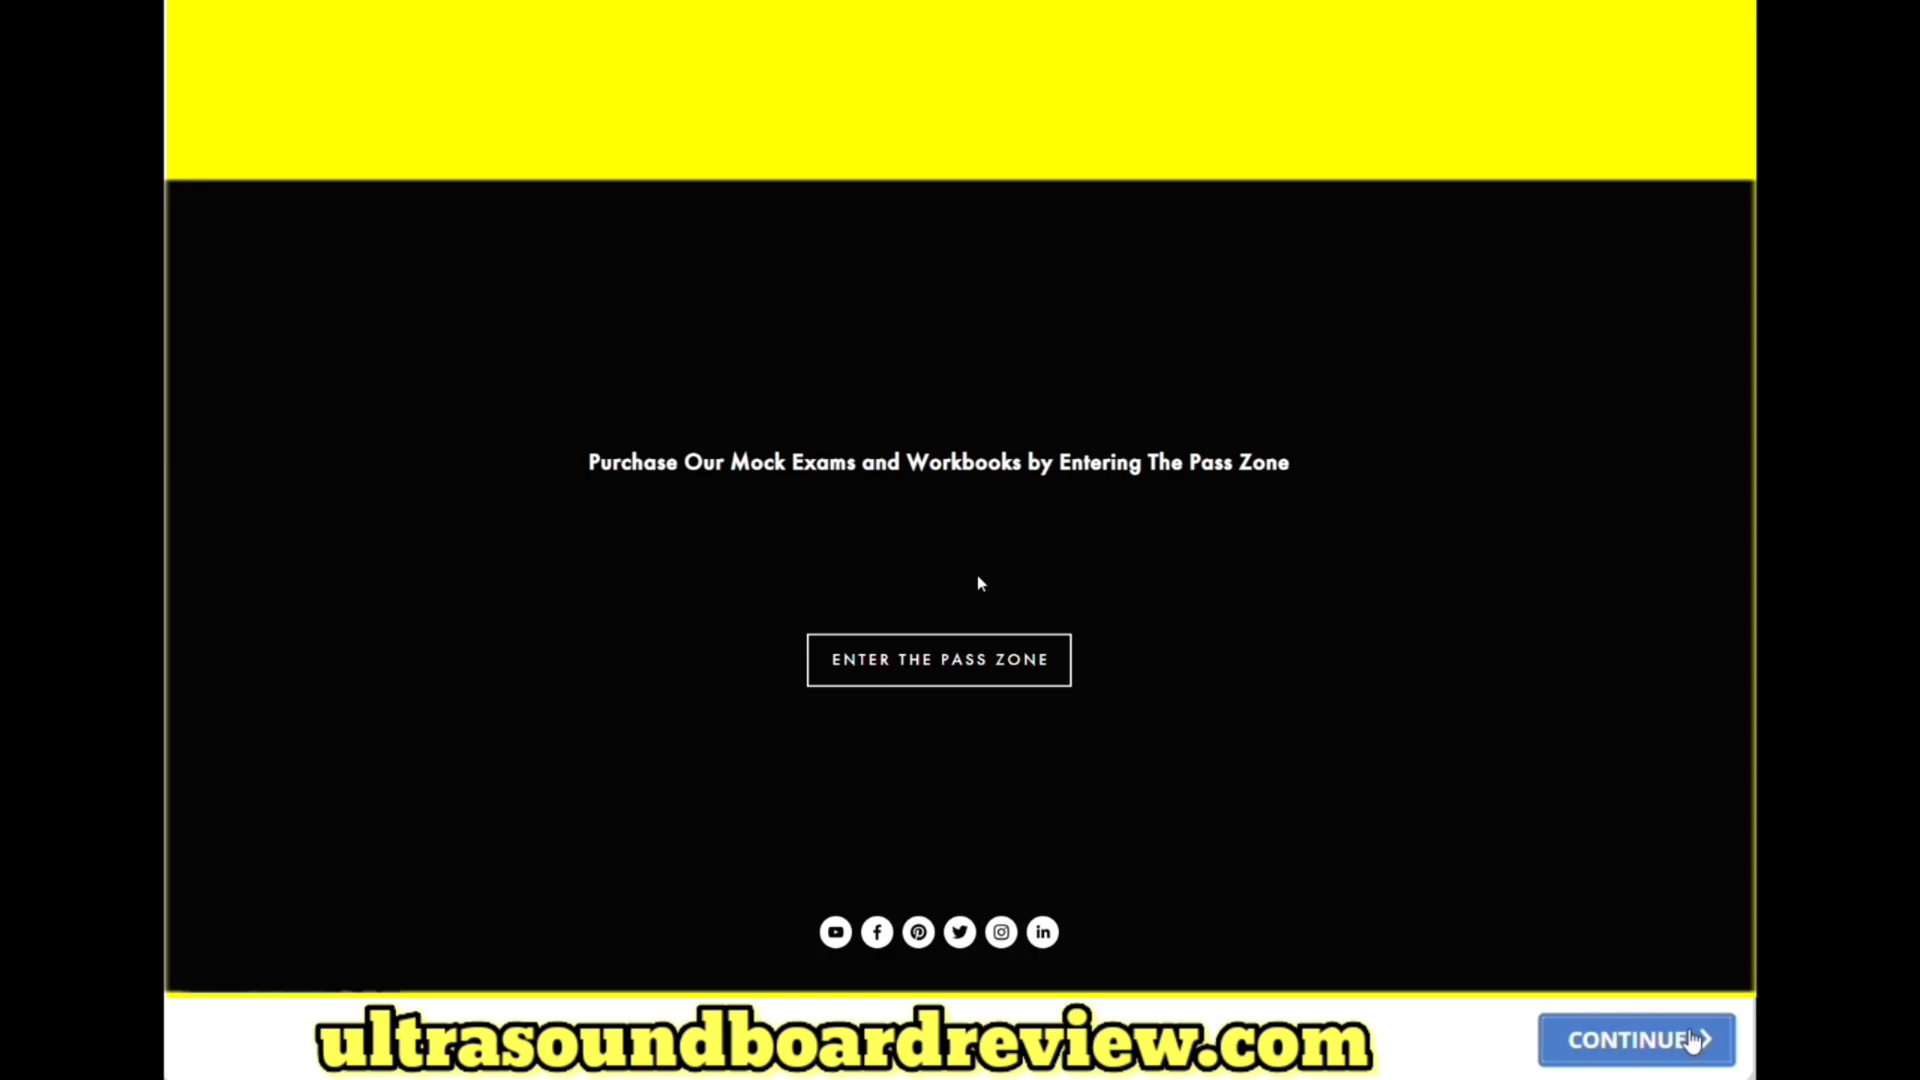 Purchase Our Mock Exams and Workbooks by Entering The Pass Zone
ENTER THE PASS ZONE
ultrasoundboardreview.com
CONTINUE